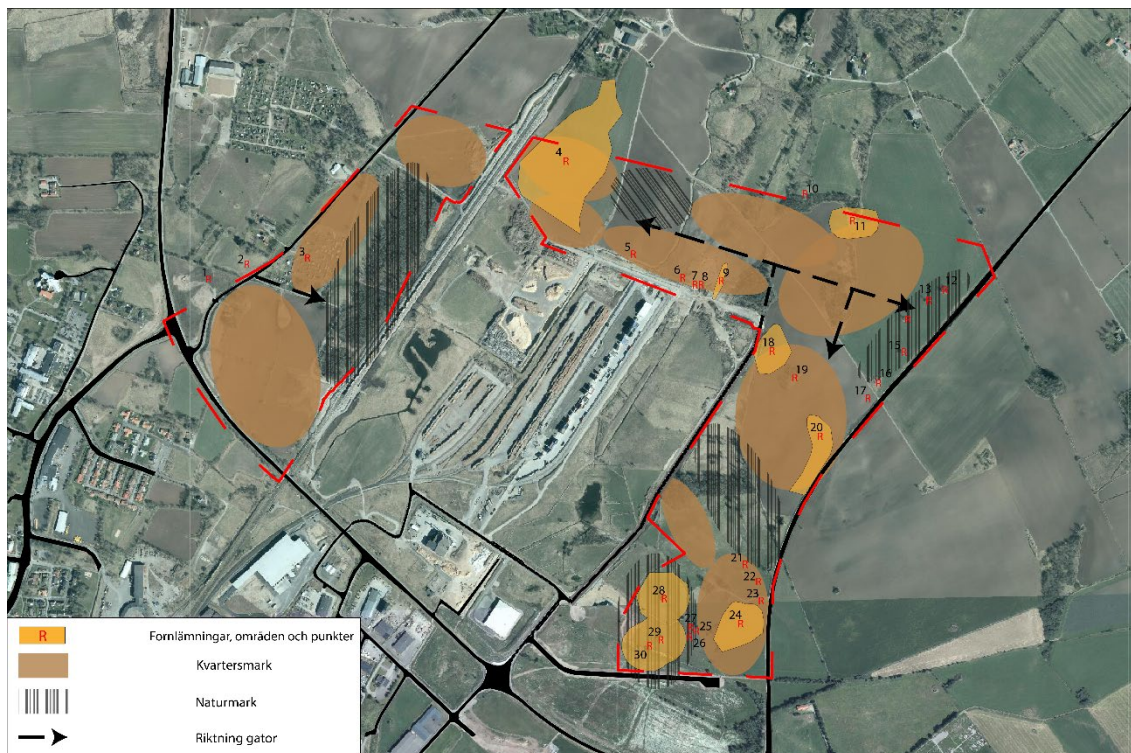 4
R
10
R
R
11
2
R
3
R
1
R
5
R
6
R
7
R
8
R
9
R
12
R
13
R
R
15
R
16
R
17
R
18
R
19
R
20
R
21
R
22
R
23
R
24
R
25
R
26
27
28
R
29
R
30
R
R Fornlämningar, områden och punkter
Kvartersmark
Naturmark
Riktning gator